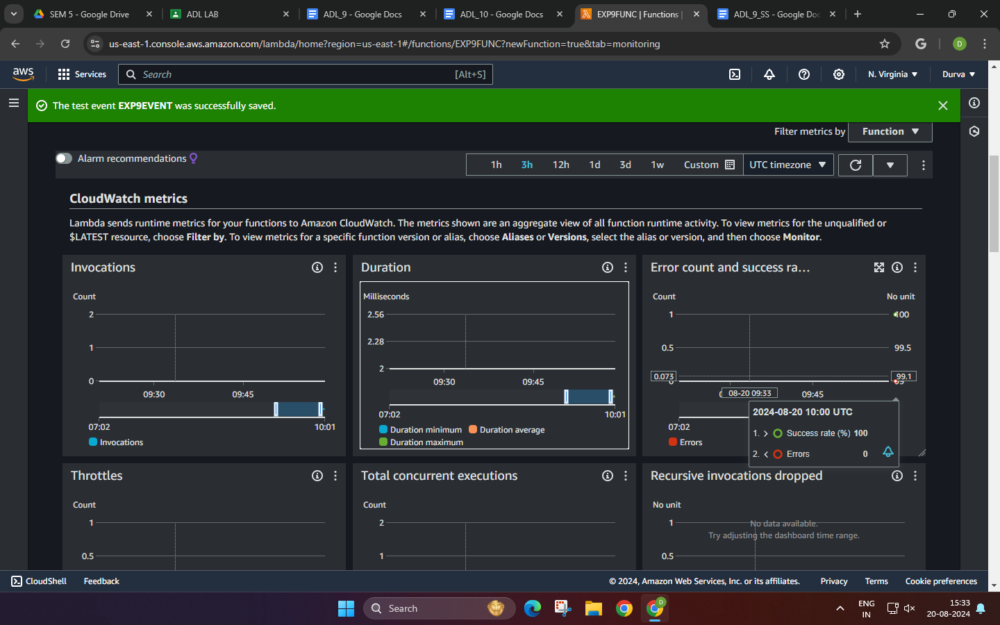 SEM 5 - Google Drive
ADL LAB
ADL_9 - Google Docs
ADL_10 - Google Docs
EXP9FUNC | Functions |
ADL_9_SS - Google Doc
us-east-1.console.aws.amazon.com/lambda/home?region=us-east-1#/functions/EXP9FUNC?newFunction=true&tab=monitoring
D
aws
Services
Search
[Alt+S]
N. Virginia
Durva
The test event EXP9EVENT was successfully saved.
Filter metrics by
Function
Alarm recommendations
1h
3h
12h
1d
3d
1w
Custom
UTC timezone
CloudWatch metrics
Lambda sends runtime metrics for your functions to Amazon CloudWatch. The metrics shown are an aggregate view of all function runtime activity. To view metrics for the unqualified or
$LATEST resource, choose Filter by. To view metrics for a specific function version or alias, choose Aliases or Versions, select the alias or version, and then choose Monitor.
Invocations
Count
2
1
0
09:30
09:45
07:02
10:01
Invocations
Duration
Milliseconds
2.56
2.28
2
09:30
09:45
07:02
10:01
Duration minimum
Duration average
Duration maximum
Error count and success ra...
Count
No unit
1
100
0.5
99.5
0.073
99.1
08-20 09:33
09:45
07:02
Errors
2024-08-20 10:00 UTC
1. > Success rate (%) 100
2. < Errors 0
Throttles
Count
1
0.5
Total concurrent executions
Count
2
1
Recursive invocations dropped
No unit
1
No data available.
Try adjusting the dashboard time range.
0.5
CloudShell
Feedback
© 2024, Amazon Web Services, Inc. or its affiliates.
Privacy
Terms
Cookie preferences
Search
D
ENG
IN
15:33
20-08-2024